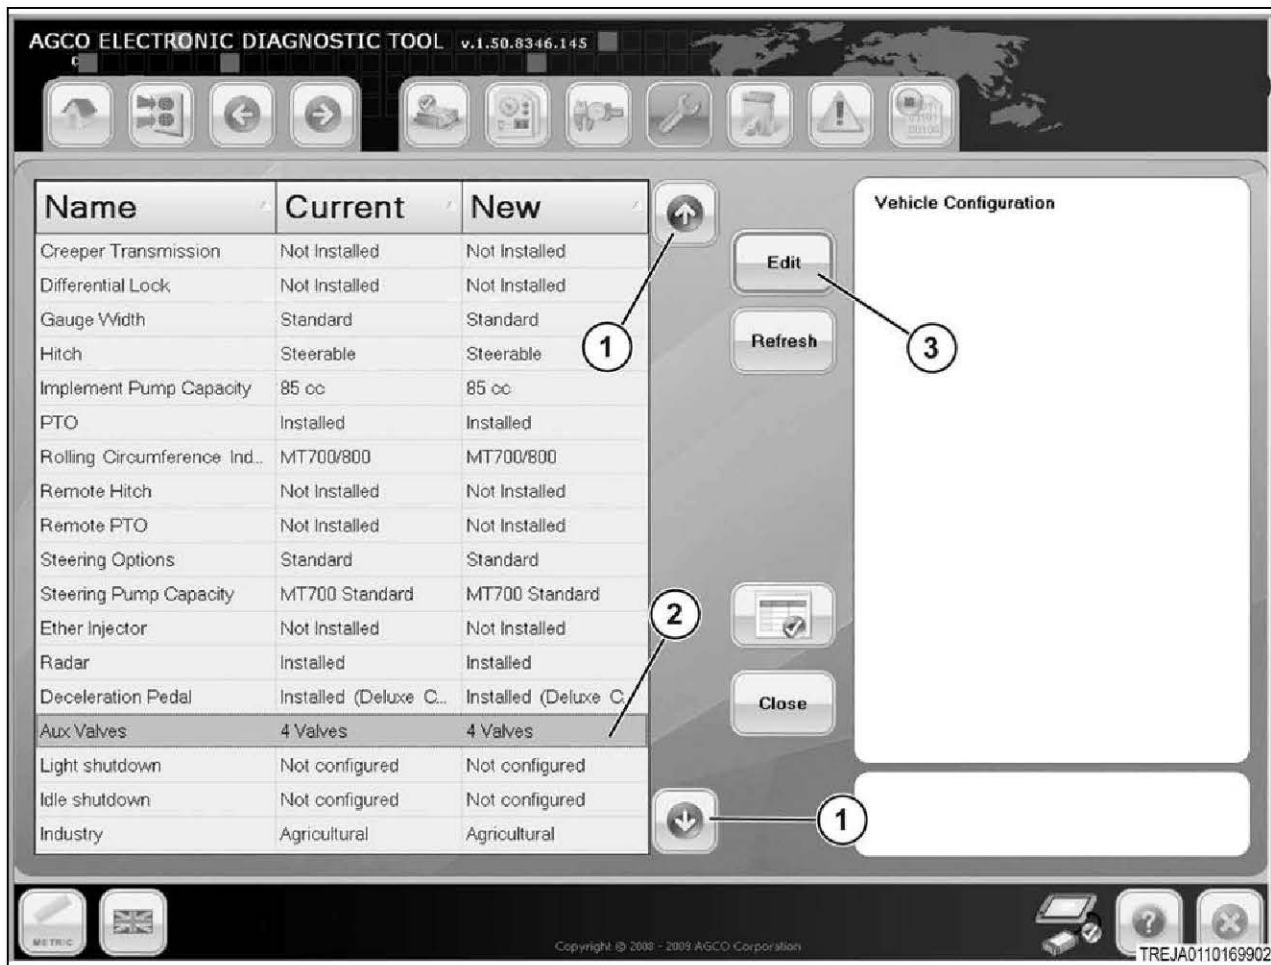 AGCO ELECTRONIC DIAGNOSTIC TOOL v.1.50.8346.145
Name Current New
Creeper Transmission Not Installed Not Installed
Differential Lock Not Installed Not Installed
Gauge Width Standard Standard
Hitch Steerable Steerable
Implement Pump Capacity 85 cc 85 cc
PTO Installed Installed
Rolling Circumference Ind... MT700/800 MT700/800
Remote Hitch Not Installed Not Installed
Remote PTO Not Installed Not Installed
Steering Options Standard Standard
Steering Pump Capacity MT700 Standard MT700 Standard
Ether Injector Not Installed Not Installed
Radar Installed Installed
Deceleration Pedal Installed (Deluxe C... Installed (Deluxe C
Aux Valves 4 Valves 4 Valves
Light shutdown Not configured Not configured
Idle shutdown Not configured Not configured
Industry Agricultural Agricultural
1
2
Edit
Refresh
3
Close
1
Vehicle Configuration
METRIC
Copyright © 2008 - 2009 AGCO Corporation
?
TREJA0110169902